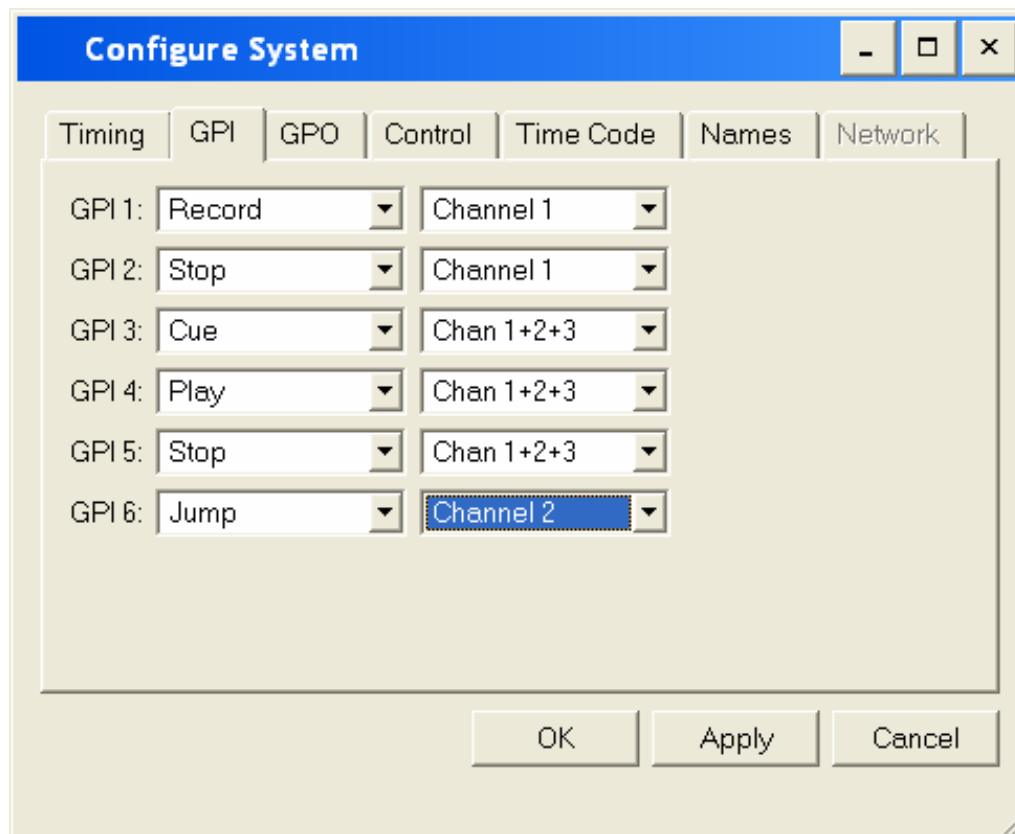 Configure System
Timing GPI GPO Control Time Code Names Network
GPI 1: Record Channel 1
GPI 2: Stop Channel 1
GPI 3: Cue Chan 1+2+3
GPI 4: Play Chan 1+2+3
GPI 5: Stop Chan 1+2+3
GPI 6: Jump Channel 2
OK Apply Cancel